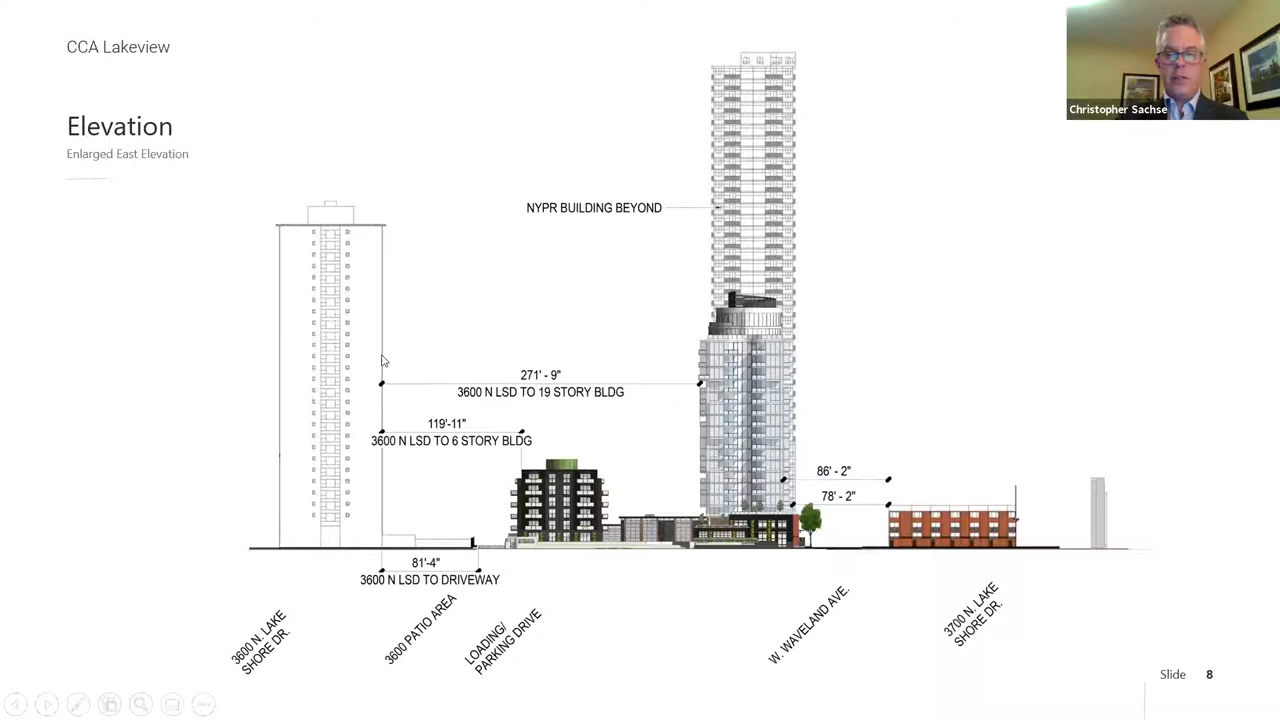 CCA Lakeview
Christopher Sachse
Elevation
Enlarged East Elevation
NYPR BUILDING BEYOND
271' - 9"
3600 N LSD TO 19 STORY BLDG
119'-11"
3600 N LSD TO 6 STORY BLDG
86' - 2"
78' - 2"
81'-4"
3600 N LSD TO DRIVEWAY
3600 N. LAKE
SHORE DR.
3600 PATIO AREA
LOADING/
PARKING DRIVE
W. WAVELAND AVE.
3700 N. LAKE
SHORE DR.
Slide 8